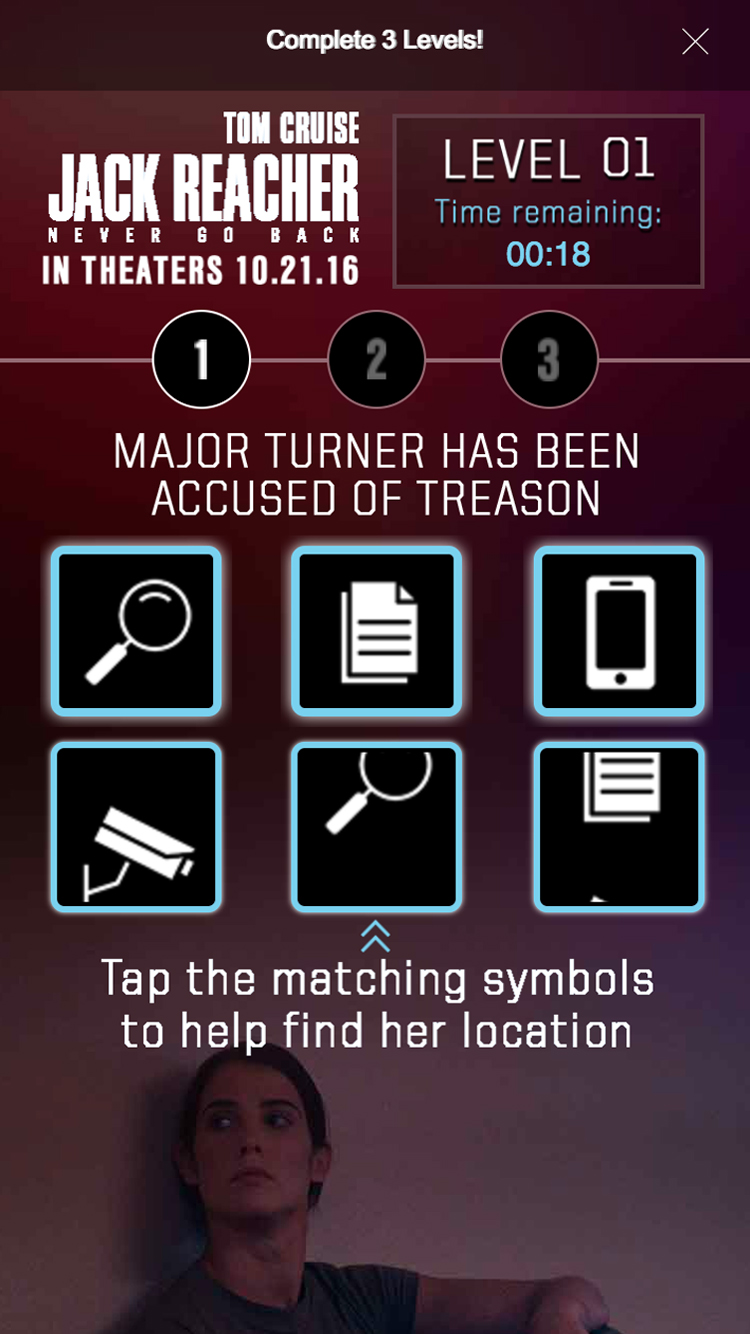 Complete 3 Levels!
TOM CRUISE
JACK REACHER
NEVER GO BACK
IN THEATERS 10.21.16
LEVEL 01
Time remaining:
00:18
1
2
3
MAJOR TURNER HAS BEEN
ACCUSED OF TREASON
Tap the matching symbols
to help find her location